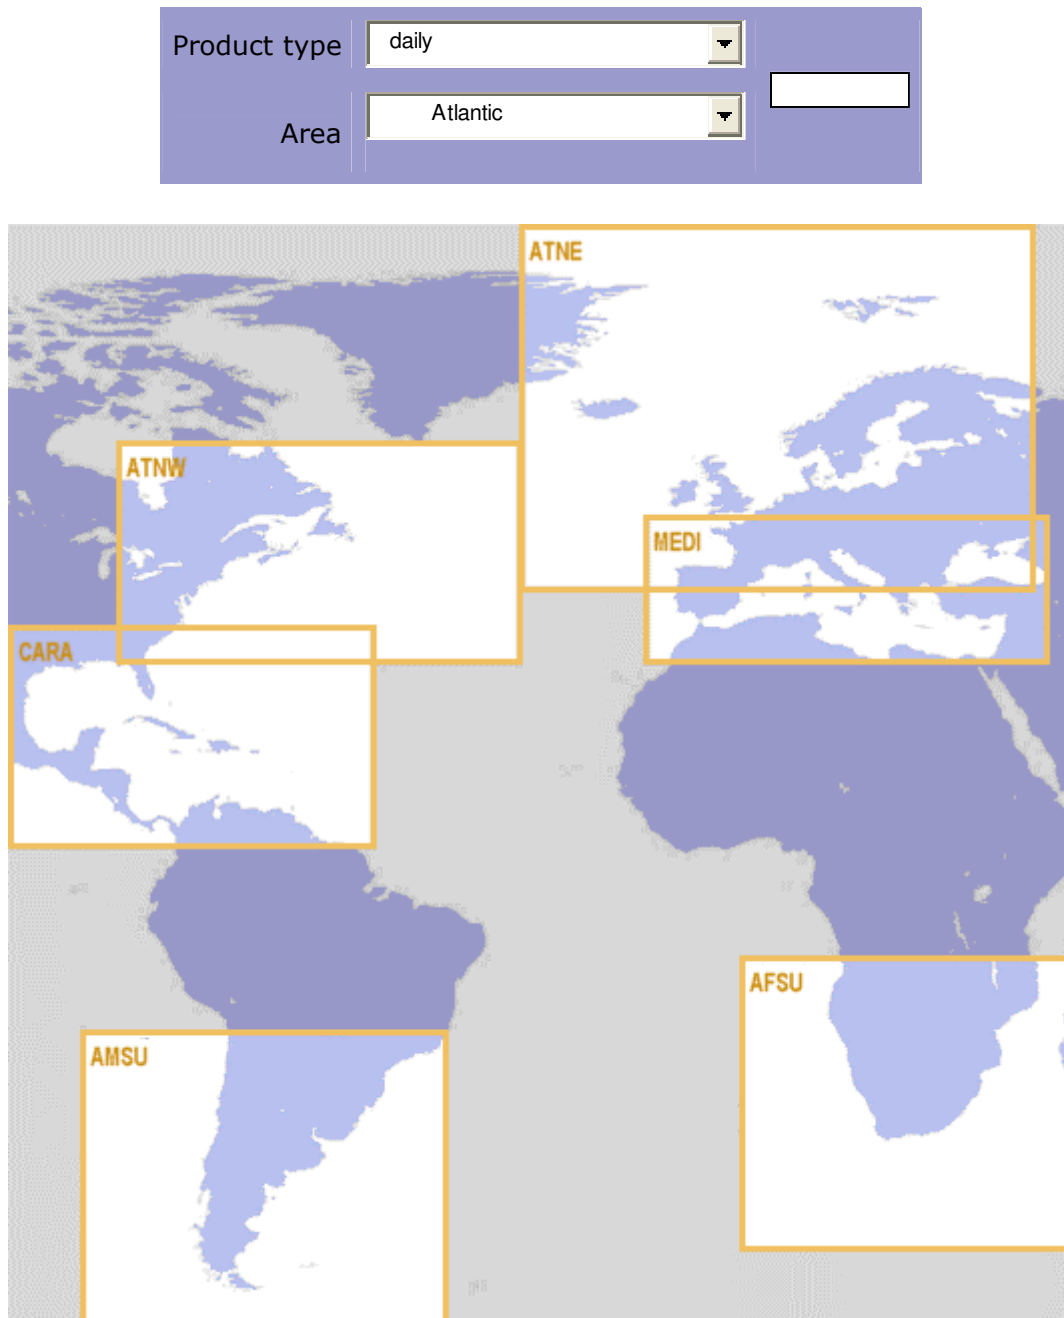 Product type
daily
Area
Atlantic
ATNE
ATNW
MEDI
CARA
AFSU
AMSU